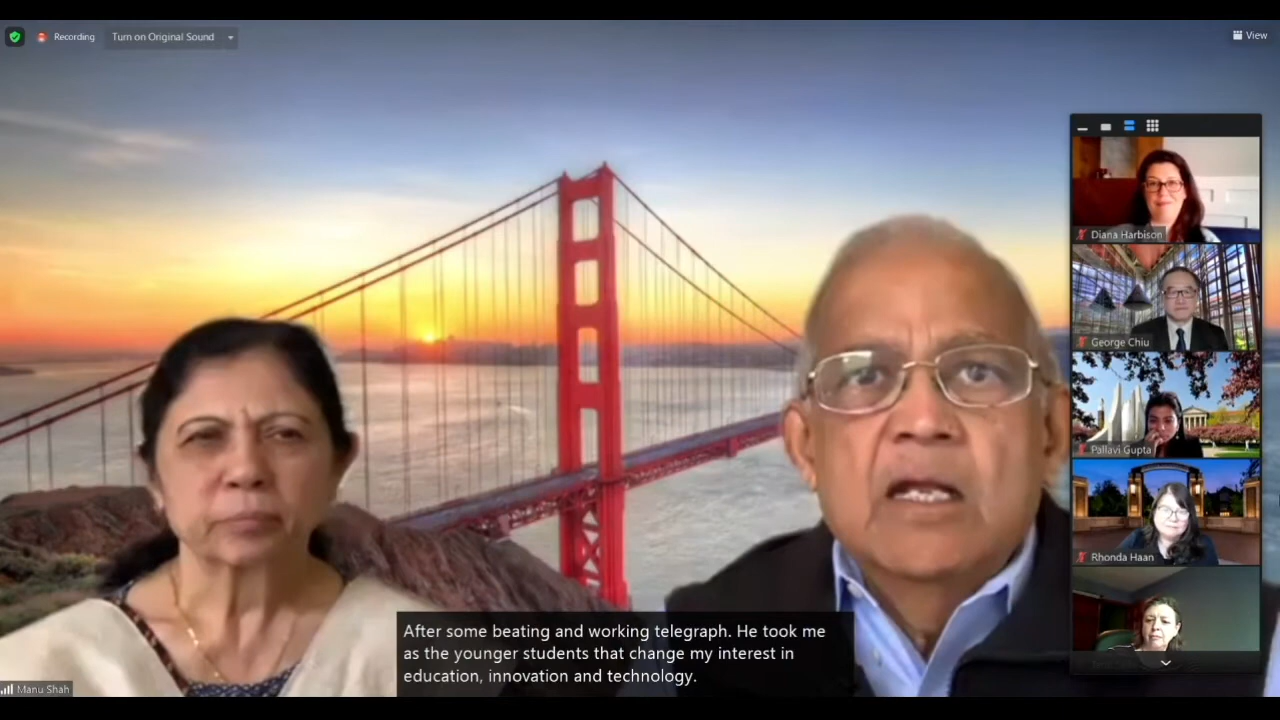 Recording
Turn on Original Sound
View
Diana Harbison
George Chiu
Pallavi Gupta
Rhonda Haan
After some beating and working telegraph. He took me
as the younger students that change my interest in
education, innovation and technology.
Manu Shah